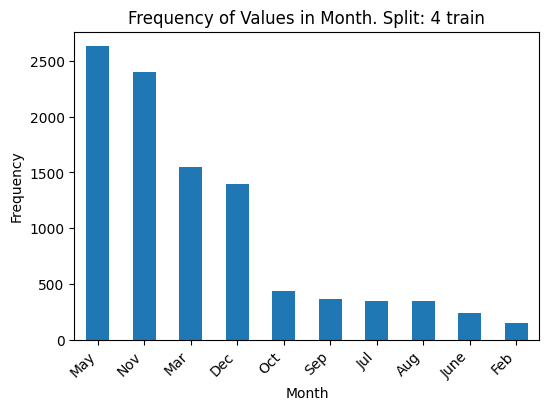 Frequency of Values in Month. Split: 4 train
Frequency
2500
2000
1500
1000
500
0
May
Nov
Mar
Dec
Oct
Sep
Jul
Aug
June
Feb
Month